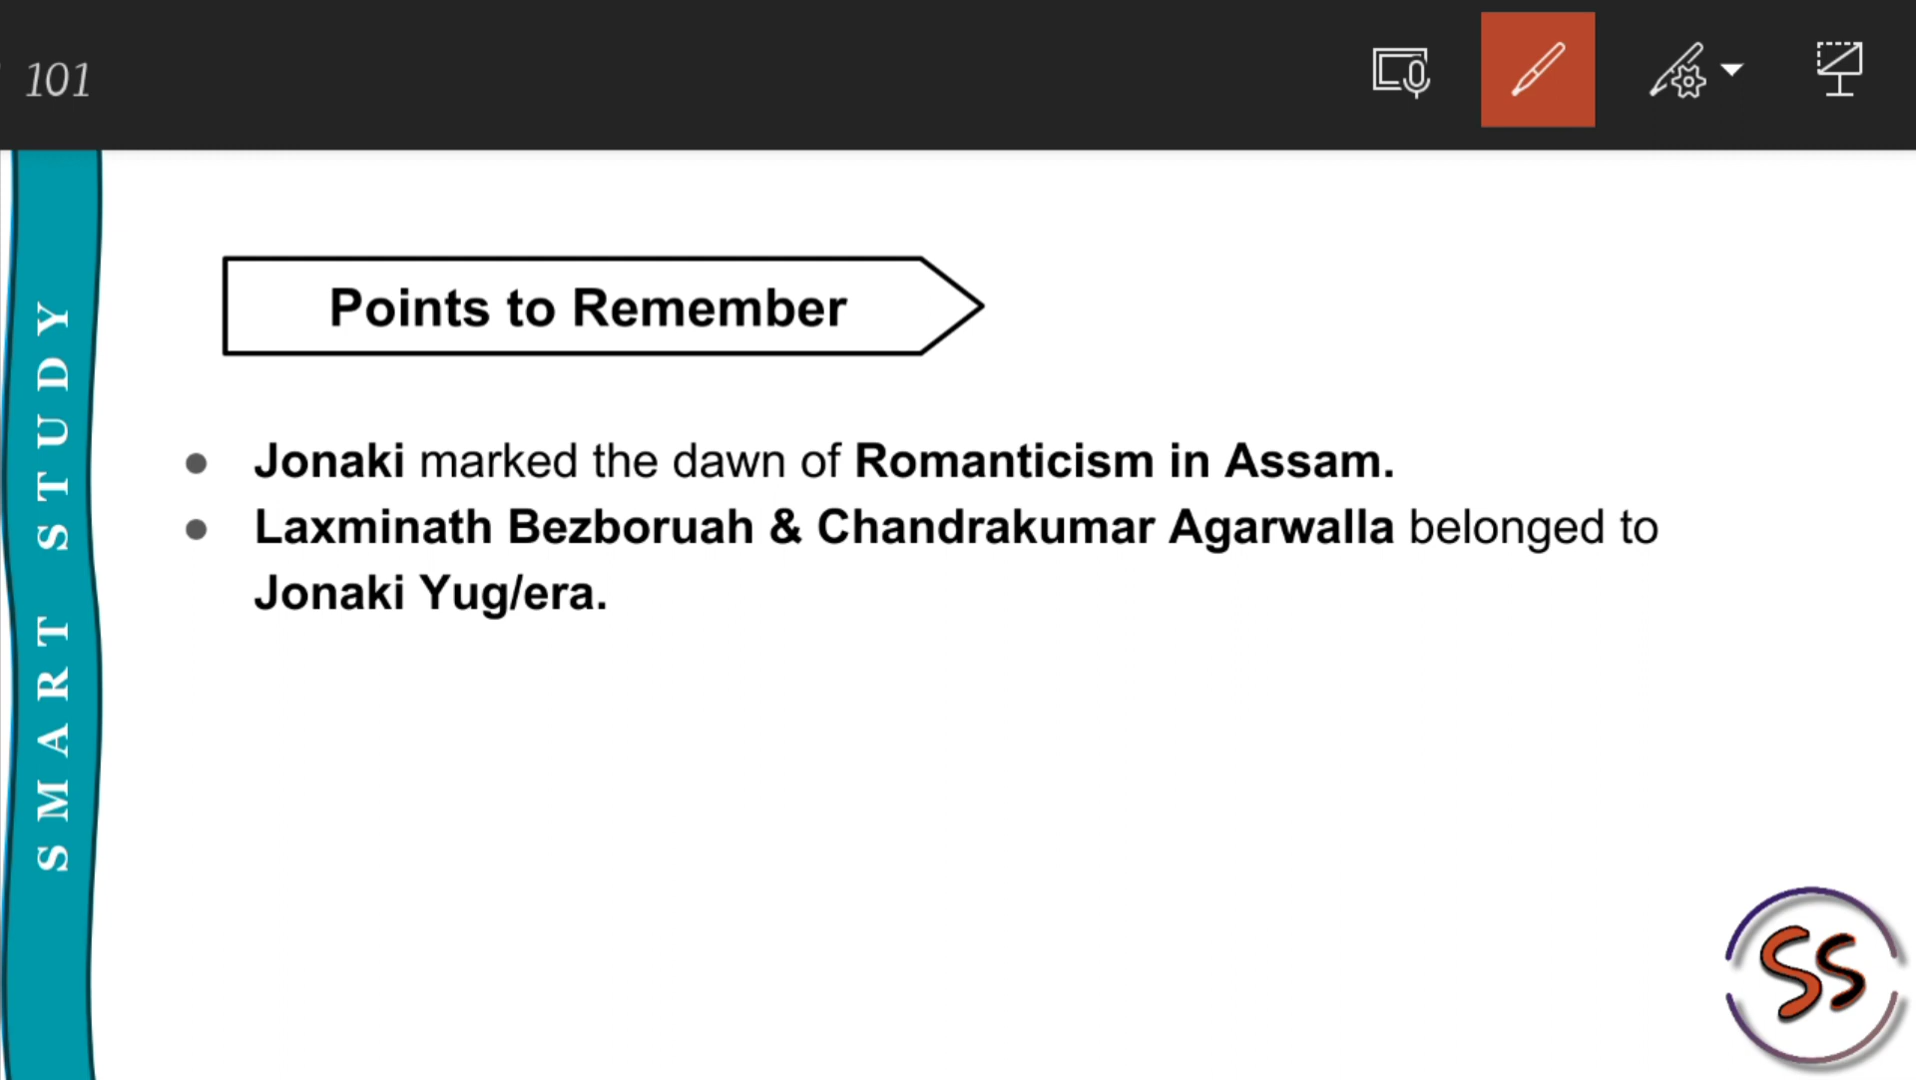 101
Points to Remember
Jonaki marked the dawn of Romanticism in Assam.
Laxminath Bezboruah & Chandrakumar Agarwalla belonged to
Jonaki Yug/era.
SMART STUDY
SS